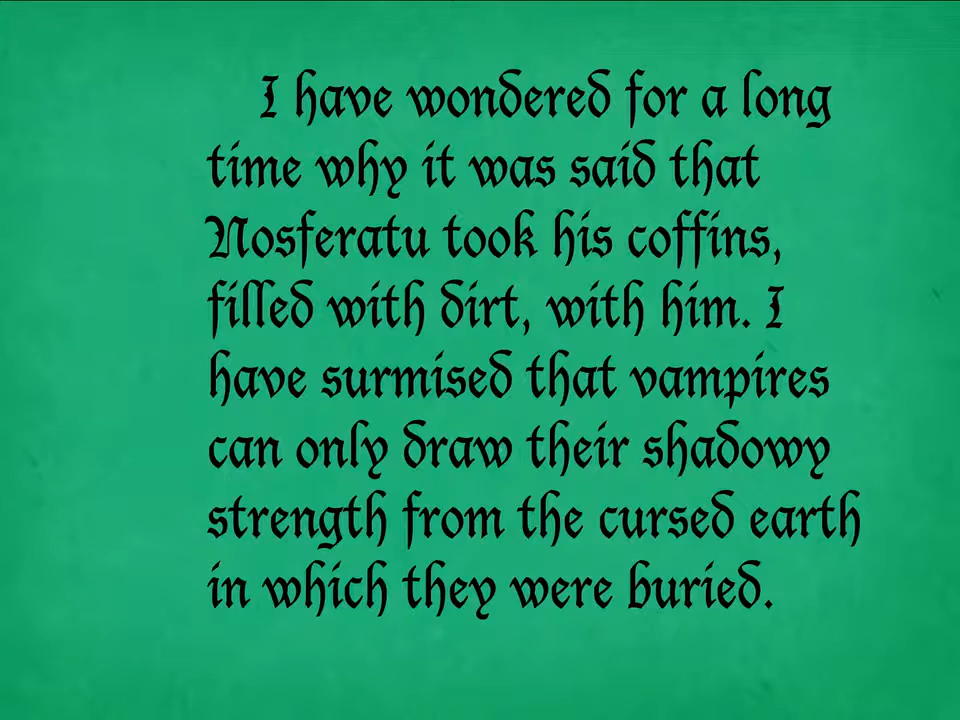 I have wondered for a long
time why it was said that
Nosferatu took his coffins,
filled with dirt, with him. I
have surmised that vampires
can only draw their shadowy
strength from the cursed earth
in which they were buried.